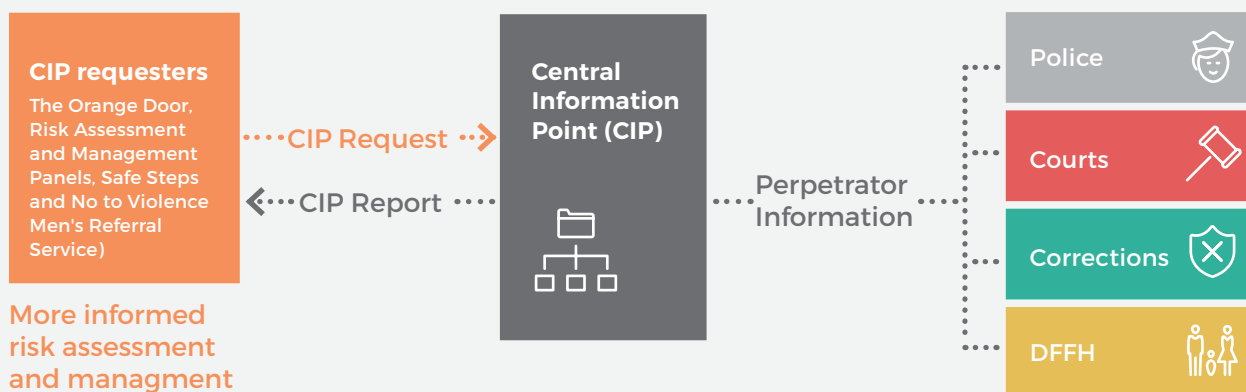 CIP requesters
The Orange Door,
Risk Assessment
and Management
Panels, Safe Steps
and No to Violence
Men's Referral
Service)
More informed
risk assessment
and managment
CIP Request
CIP Report
Central
Information
Point (CIP)
Perpetrator
Information
Police
Courts
Corrections
DFFH